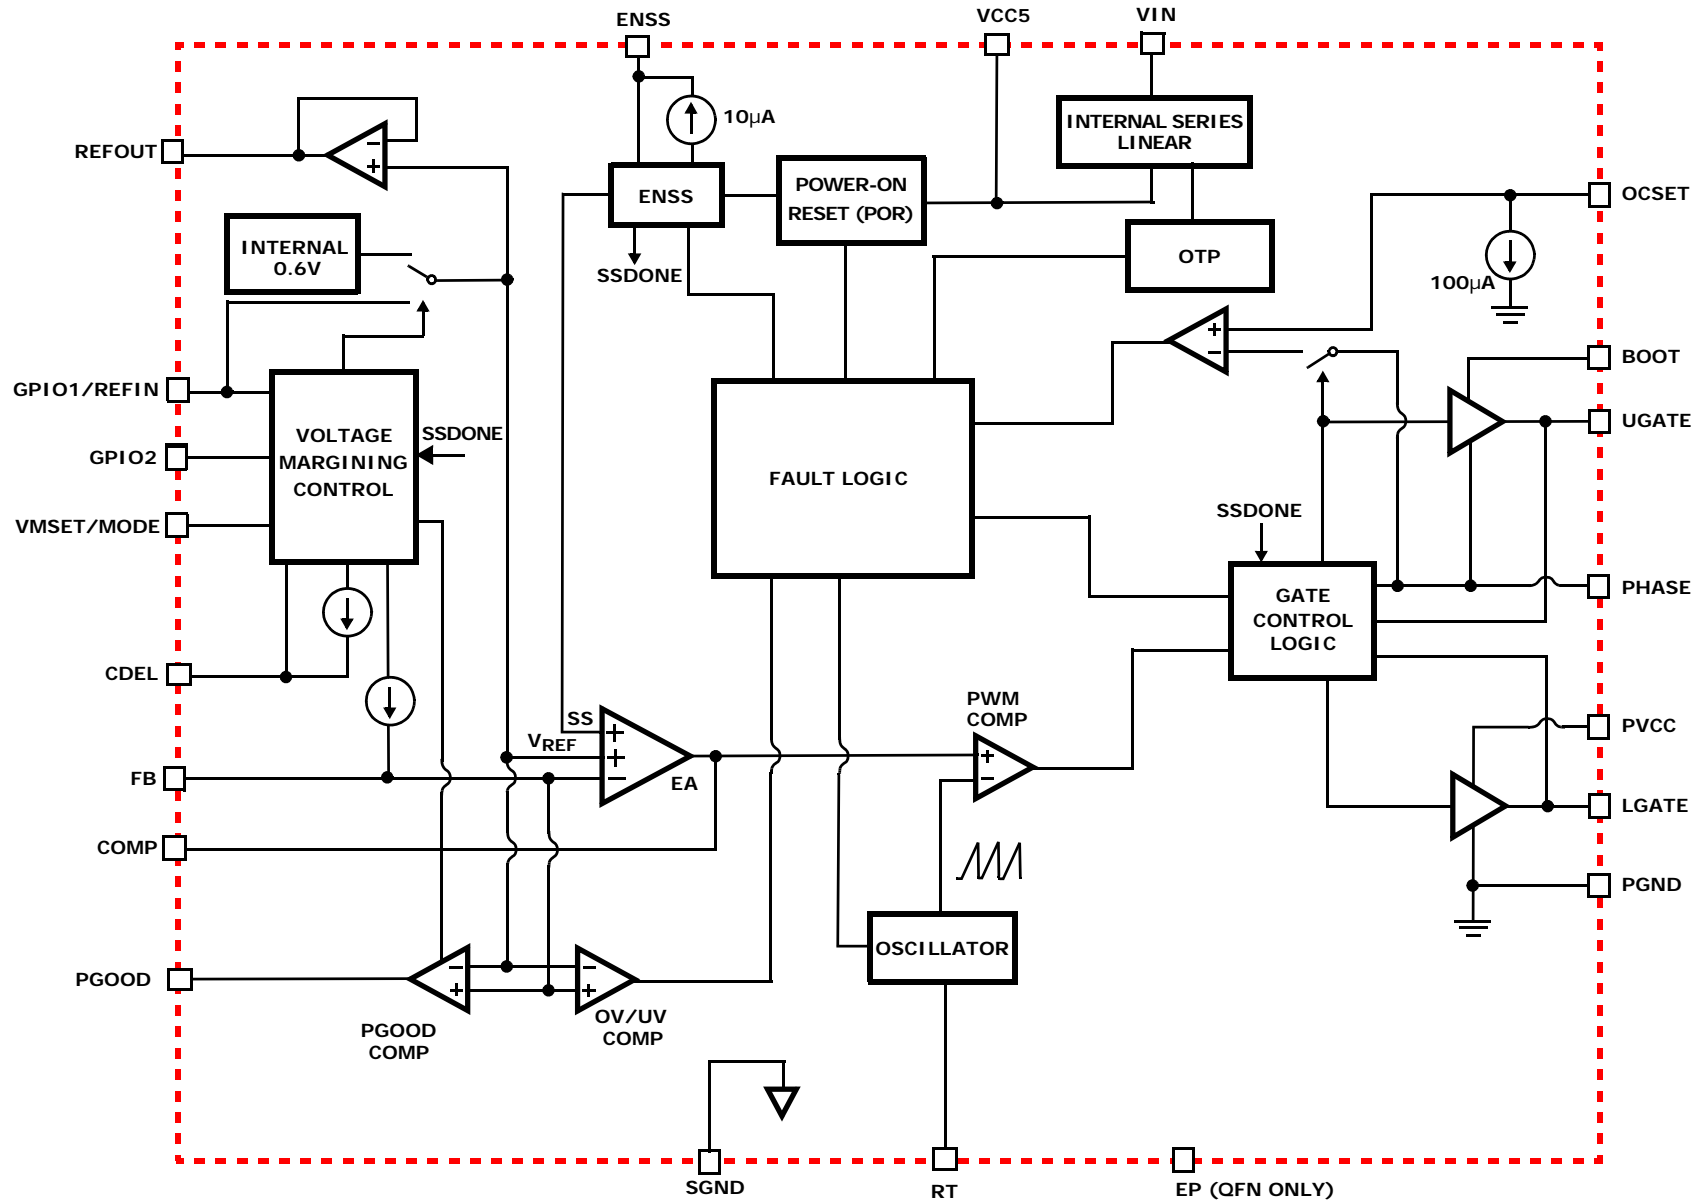 ENSS
VCC5
VIN
10µA
INTERNAL SERIES
LINEAR
REFOUT
−
+
ENSS
POWER-ON
RESET (POR)
OCSET
INTERNAL
0.6V
SSDONE
OTP
100µA
+
−
BOOT
GPIO1/REFIN
UGATE
VOLTAGE
MARGINING
CONTROL
SSDONE
GPIO2
FAULT LOGIC
VMSET/MODE
SSDONE
GATE
CONTROL
LOGIC
PHASE
CDEL
SS
VREF
+
+
−
EA
PWM
COMP
+
−
PVCC
FB
LGATE
COMP
PGND
OSCILLATOR
PGOOD
−
+
−
+
PGOOD
COMP
OV/UV
COMP
SGND
RT
EP (QFN ONLY)